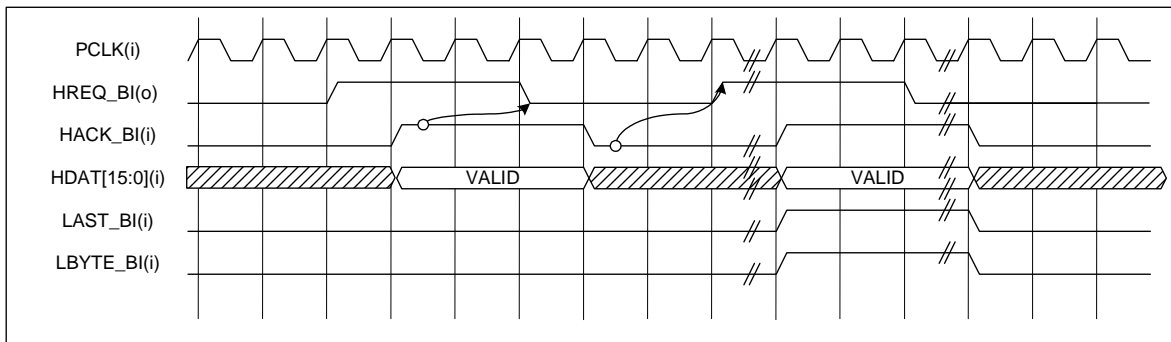 PCLK(i)
HREQ_BI(o)
HACK_BI(i)
HDAT[15:0](i) VALID VALID
LAST_BI(i)
LBYTE_BI(i)